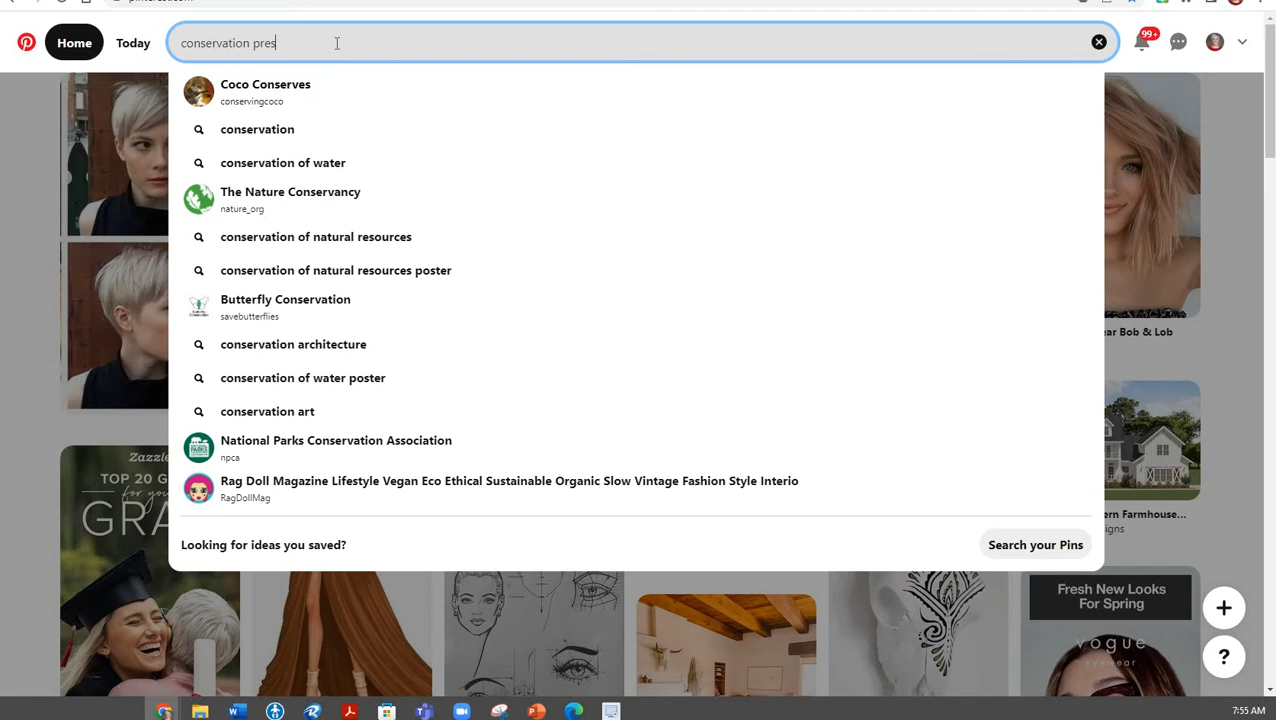 Home
Today
conservation pres
99+
Coco Conserves
conservingcoco
conservation
conservation of water
The Nature Conservancy
nature_org
conservation of natural resources
conservation of natural resources poster
Butterfly Conservation
savebutterflies
conservation architecture
conservation of water poster
conservation art
National Parks Conservation Association
npca
Rag Doll Magazine Lifestyle Vegan Eco Ethical Sustainable Organic Slow Vintage Fashion Style Interio
RagDollMag
Looking for ideas you saved?
Search your Pins
ear Bob & Lob
ern Farmhouse...
signs
Zazzle
TOP 20 G
for you
GRA
Fresh New Looks
For Spring
VOGUE
eyewear
+
?
7:55 AM